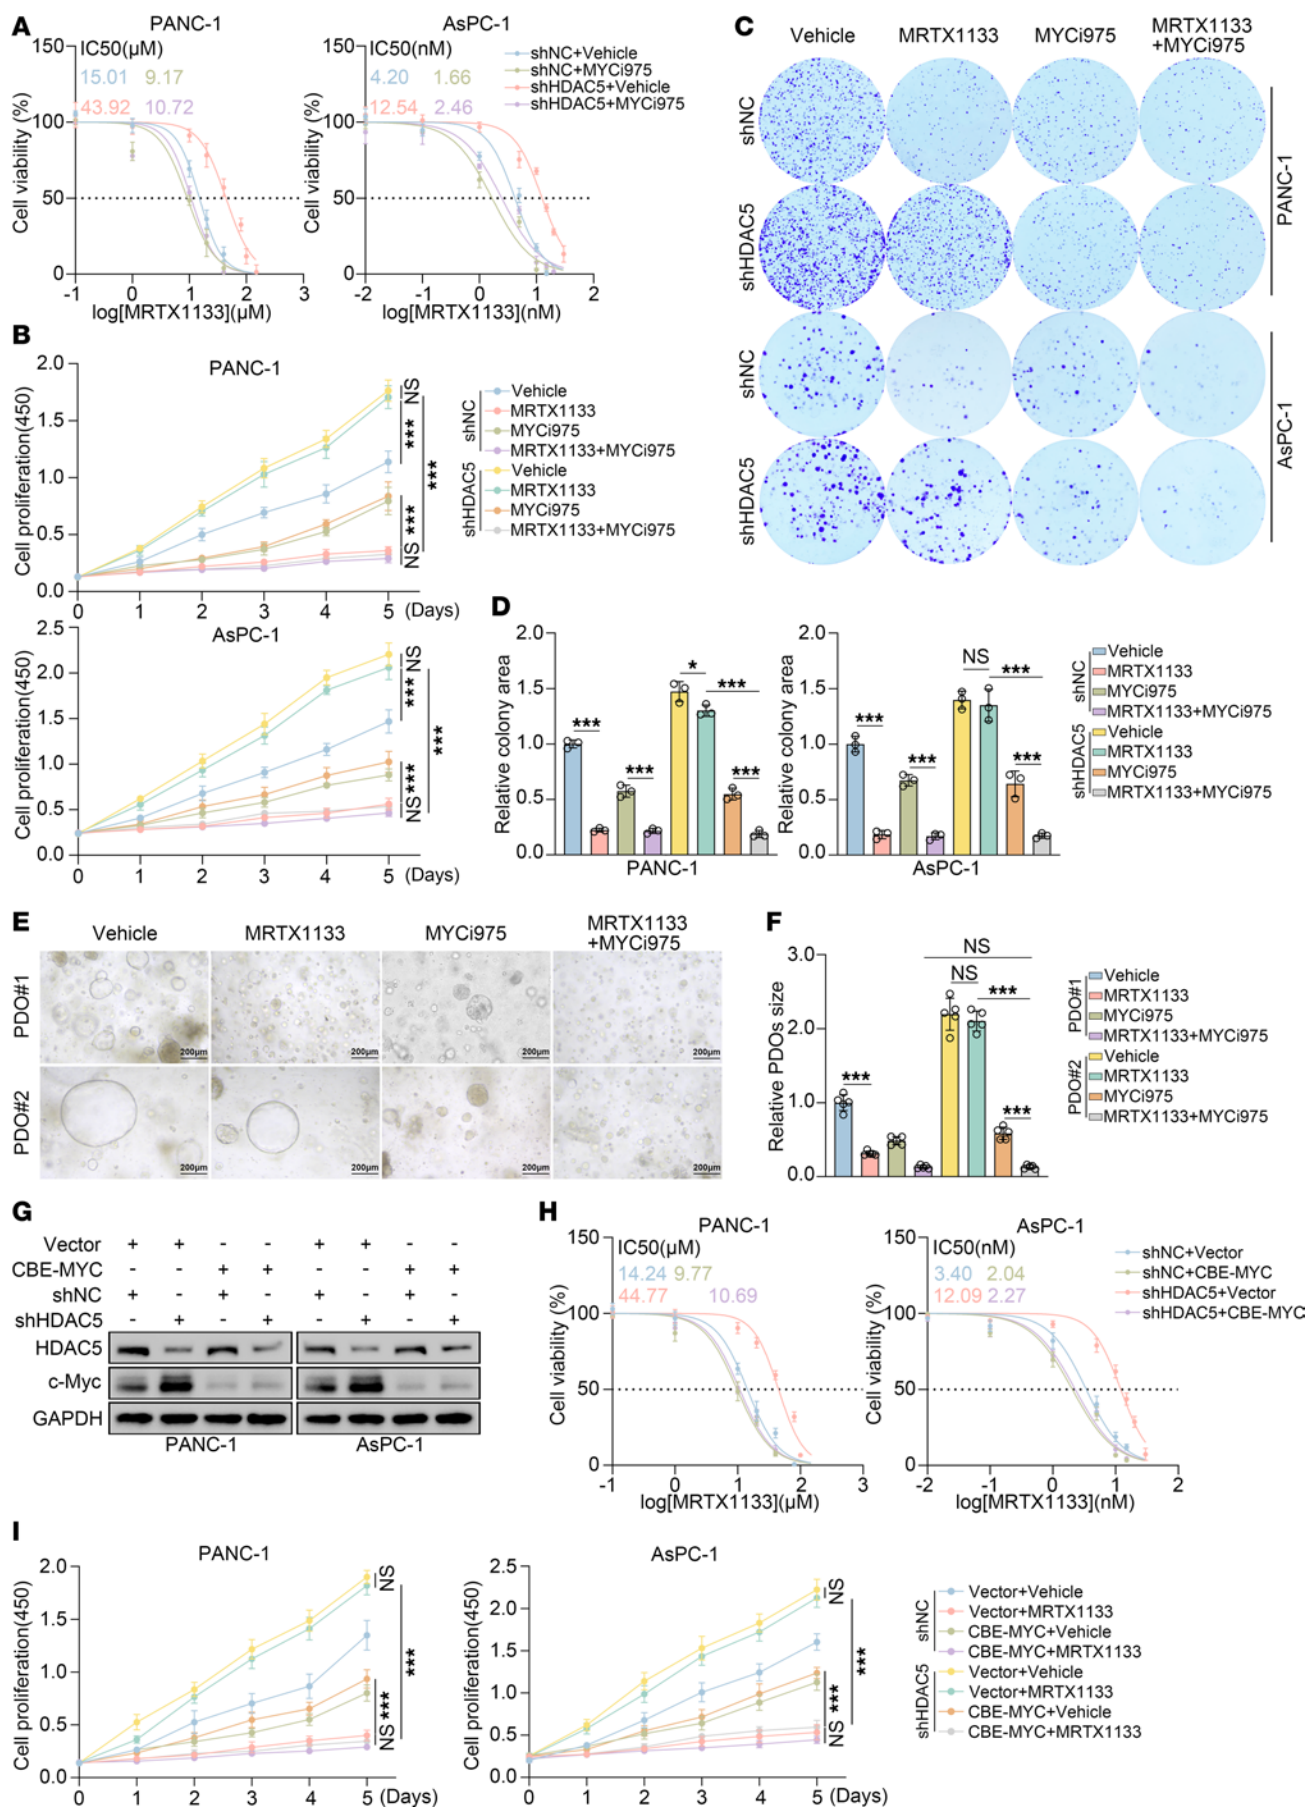 A
PANC-1
AsPC-1
150
100
50
0
Cell viability (%)
IC50(µM)
15.01 9.17
43.92 10.72
-1 0 1 2 3
log[MRTX1133](µM)
150
100
50
0
Cell viability (%)
IC50(nM)
4.20 1.66
12.54 2.46
-2 -1 0 1 2
log[MRTX1133](nM)
shNC+Vehicle
shNC+MYCi975
shHDAC5+Vehicle
shHDAC5+MYCi975
B
PANC-1
2.0
1.5
1.0
0.5
0.0
Cell proliferation(450)
0 1 2 3 4 5 (Days)
NS
***
***
***
NS
shNC
Vehicle
MRTX1133
MYCi975
MRTX1133+MYCi975
shHDAC5
Vehicle
MRTX1133
MYCi975
MRTX1133+MYCi975
AsPC-1
2.5
2.0
1.5
1.0
0.5
0.0
Cell proliferation(450)
0 1 2 3 4 5 (Days)
NS
***
***
***
NS
C
Vehicle MRTX1133 MYCi975 MRTX1133
+MYCi975
shNC
shHDAC5
PANC-1
shNC
shHDAC5
AsPC-1
D
2.0
1.5
1.0
0.5
0.0
Relative colony area
*** *** * *** ***
PANC-1
2.0
1.5
1.0
0.5
0.0
Relative colony area
*** *** NS *** ***
AsPC-1
shNC
Vehicle
MRTX1133
MYCi975
MRTX1133+MYCi975
shHDAC5
Vehicle
MRTX1133
MYCi975
MRTX1133+MYCi975
E
Vehicle MRTX1133 MYCi975 MRTX1133
+MYCi975
PDO#1
200µm 200µm 200µm 200µm
PDO#2
200µm 200µm 200µm 200µm
F
3.0
2.0
1.0
0.0
Relative PDOs size
NS
NS
***
***
***
PDO#1
Vehicle
MRTX1133
MYCi975
MRTX1133+MYCi975
PDO#2
Vehicle
MRTX1133
MYCi975
MRTX1133+MYCi975
G
Vector + + - - + + - -
CBE-MYC - - + + - - + +
shNC + - + - + - + -
shHDAC5 - + - + - + - +
HDAC5
c-Myc
GAPDH
PANC-1 AsPC-1
H
PANC-1
150
100
50
0
Cell viability (%)
IC50(µM)
14.24 9.77
44.77 10.69
-1 0 1 2 3
log[MRTX1133](µM)
AsPC-1
150
100
50
0
Cell viability (%)
IC50(nM)
3.40 2.04
12.09 2.27
-2 -1 0 1 2
log[MRTX1133](nM)
shNC+Vector
shNC+CBE-MYC
shHDAC5+Vector
shHDAC5+CBE-MYC
I
PANC-1
2.0
1.5
1.0
0.5
0.0
Cell proliferation(450)
0 1 2 3 4 5 (Days)
NS
***
***
NS
AsPC-1
2.5
2.0
1.5
1.0
0.5
0.0
Cell proliferation(450)
0 1 2 3 4 5 (Days)
NS
***
***
NS
shNC
Vector+Vehicle
Vector+MRTX1133
CBE-MYC+Vehicle
CBE-MYC+MRTX1133
shHDAC5
Vector+Vehicle
Vector+MRTX1133
CBE-MYC+Vehicle
CBE-MYC+MRTX1133